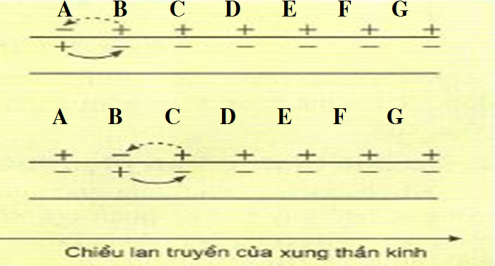 A B C D E F G
− + + + + + +
+ − − − − − −
A B C D E F G
+ − + + + + +
− + − − − − −
Chiều lan truyền của xung thần kinh